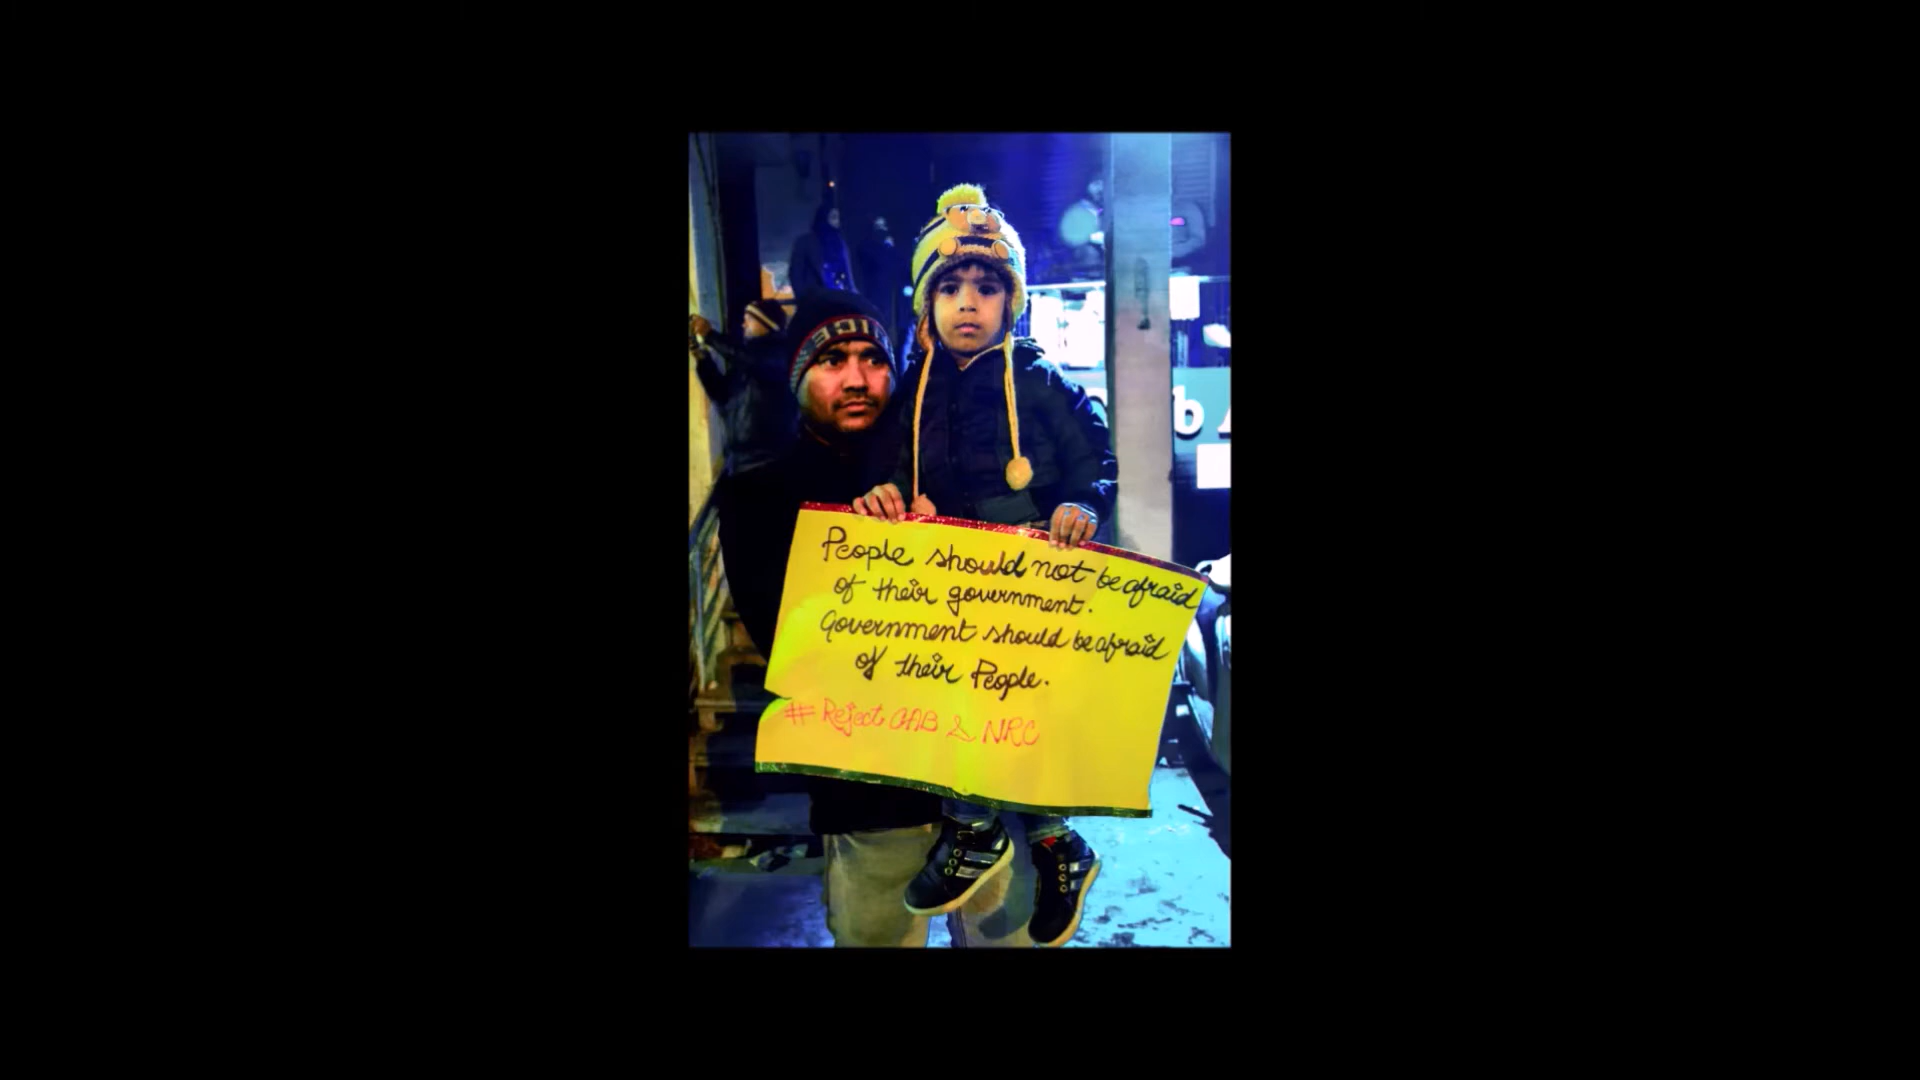 People should not be afraid
of their government.
Government should be afraid
of their People.
# Reject CAB & NRC